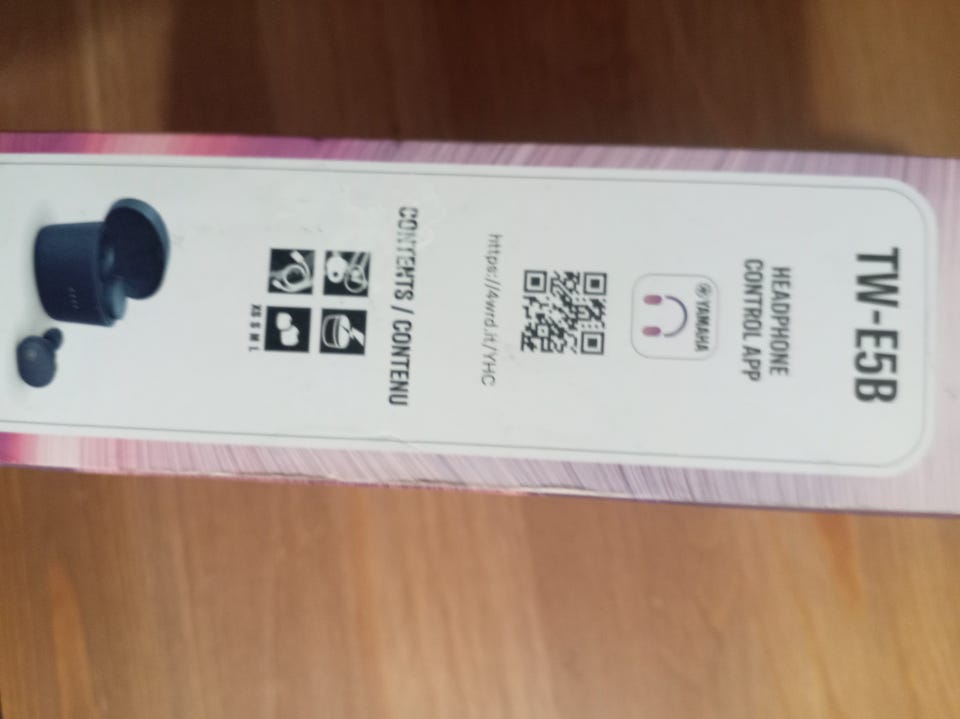 TW-E5B
HEADPHONE
CONTROL APP
YAMAHA
https://4wrd.it/YHC
CONTENTS / CONTENU
XS S M L